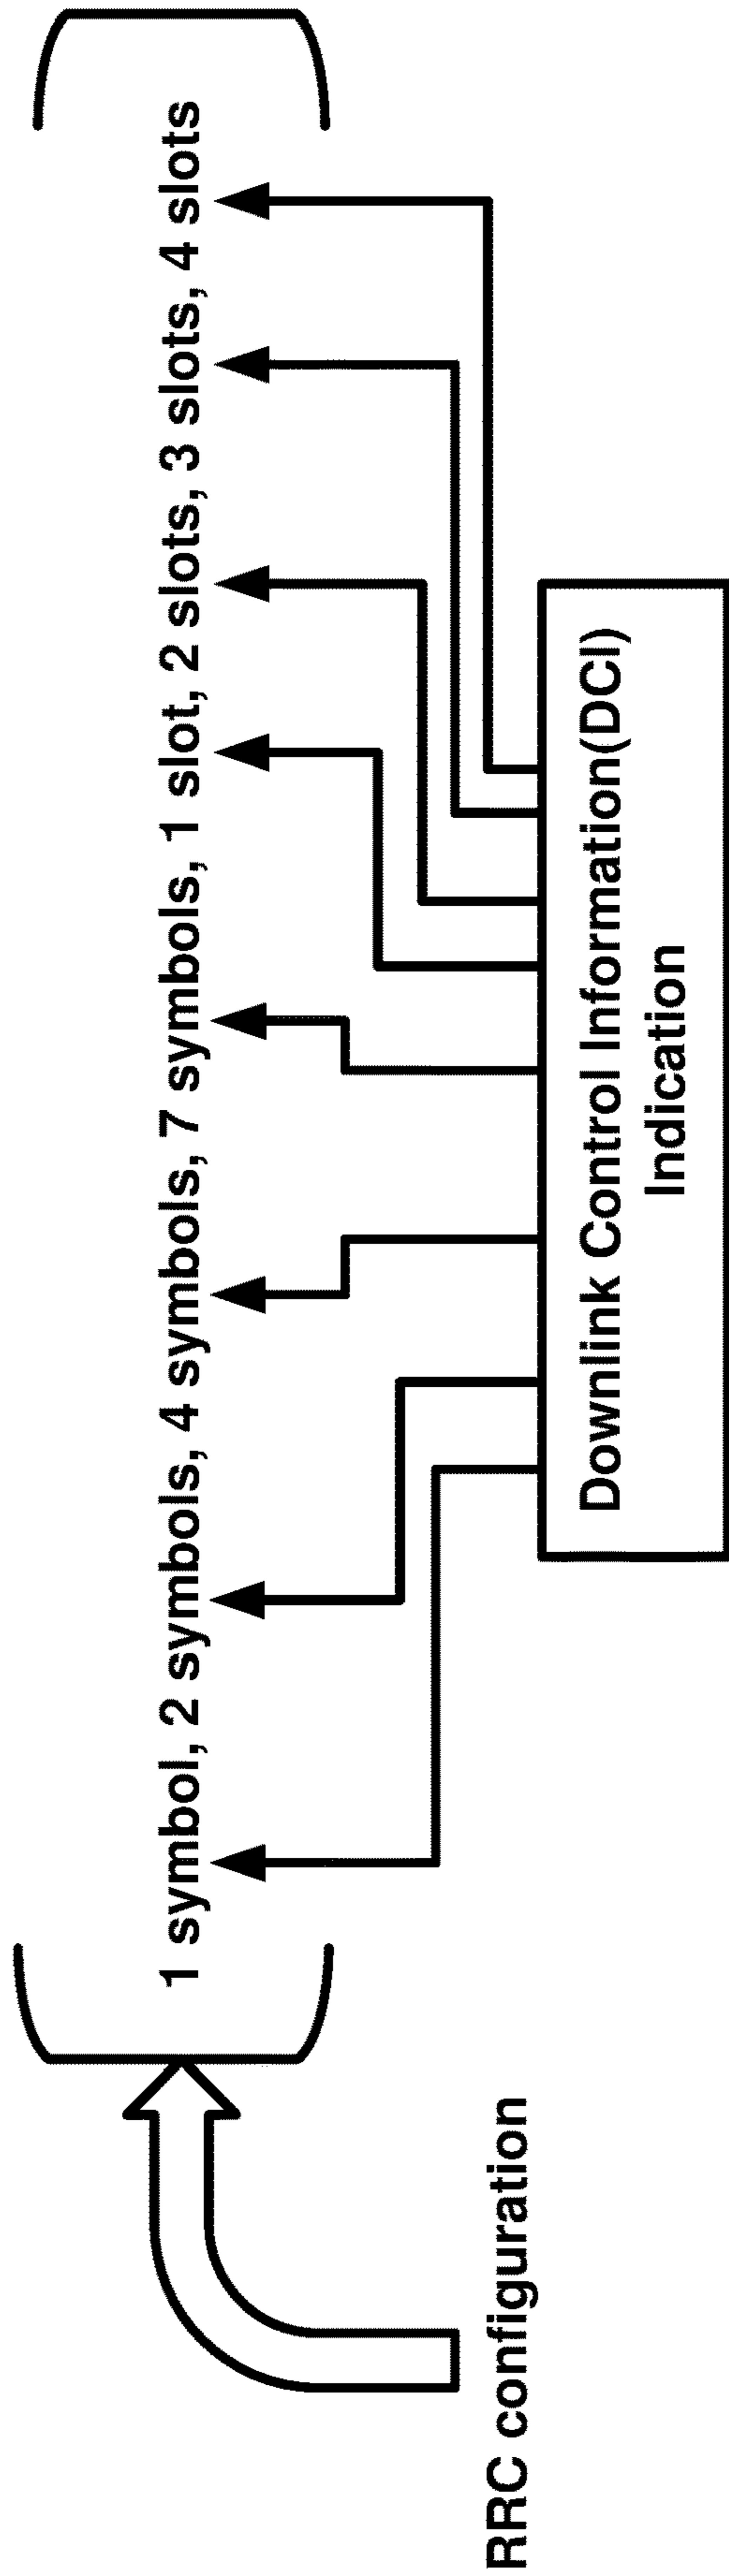 1 symbol, 2 symbols, 4 symbols, 7 symbols, 1 slot, 2 slots, 3 slots, 4 slots
RRC configuration
Downlink Control Information(DCI)
Indication